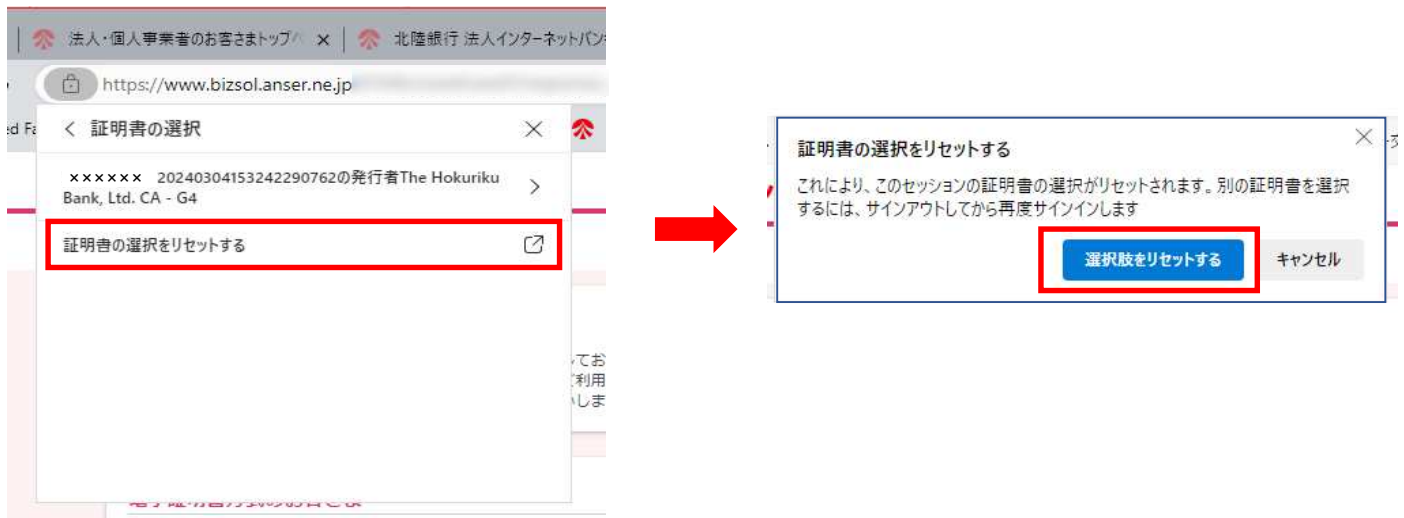 法人・個人事業者のお客さまトップ
北陸銀行 法人インターネットバン
https://www.bizsol.anser.ne.jp
ed Fa
証明書の選択
×××××× 20240304153242290762の発行者The Hokuriku
Bank, Ltd. CA - G4
証明書の選択をリセットする
てお
利用
しま
証明書の選択をリセットする
これにより、このセッションの証明書の選択がリセットされます。別の証明書を選択
するには、サインアウトしてから再度サインインします
選択肢をリセットする
キャンセル